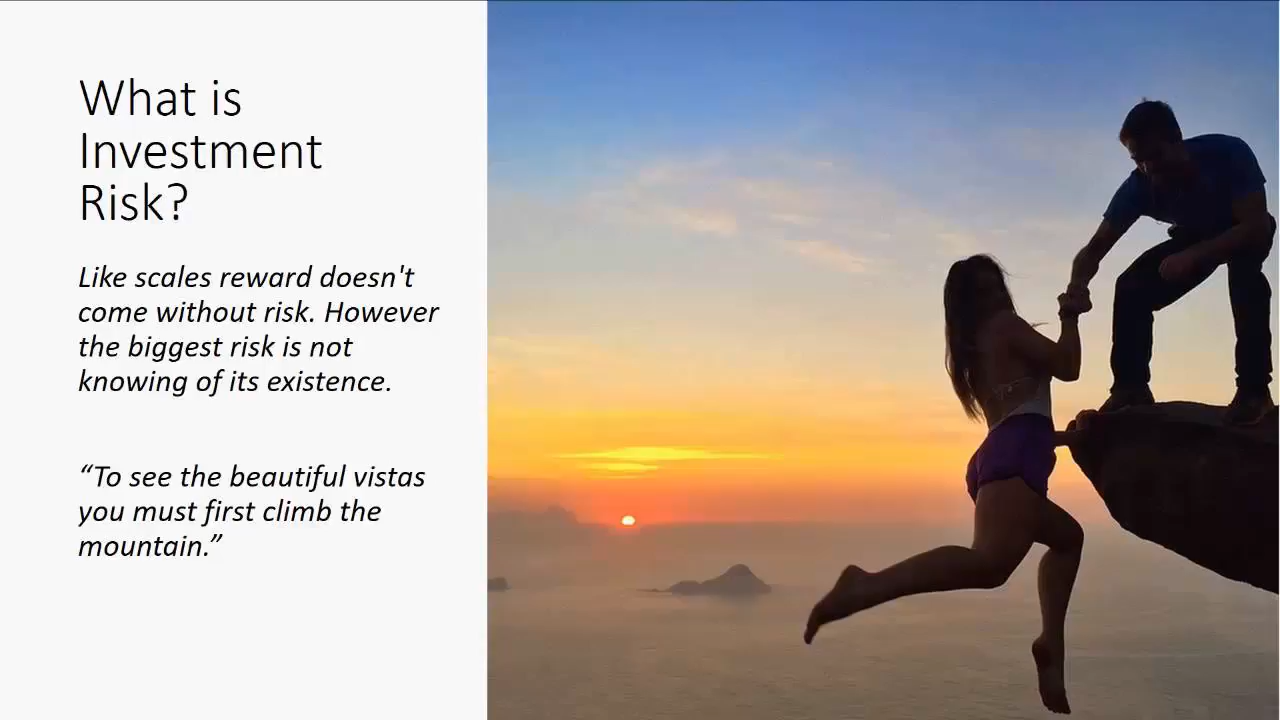 What is
Investment
Risk?
Like scales reward doesn't
come without risk. However
the biggest risk is not
knowing of its existence.
“To see the beautiful vistas
you must first climb the
mountain.”